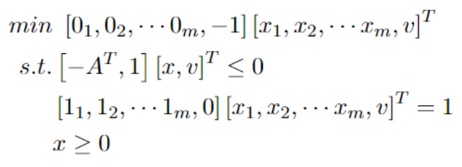 min [0₁, 0₂, ⋯ 0ₘ, −1] [x₁, x₂, ⋯ xₘ, v]ᵀ
s.t. [−Aᵀ, 1] [x, v]ᵀ ≤ 0
[1₁, 1₂, ⋯ 1ₘ, 0] [x₁, x₂, ⋯ xₘ, v]ᵀ = 1
x ≥ 0